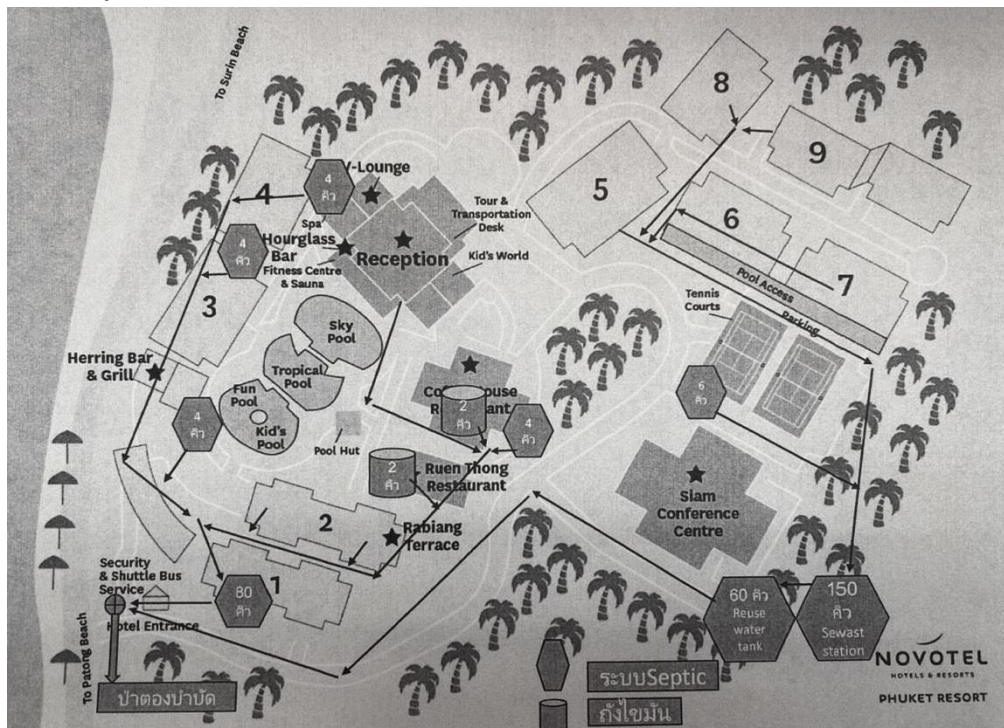 To Surin Beach
8
9
5
6
7
Pool Access
Parking
Tennis
Courts
4
4
คิว
V-Lounge
Spa
Hourglass
Bar
Fitness Centre
& Sauna
Reception
Tour &
Transportation
Desk
Kid's World
4
คิว
3
Sky
Pool
Tropical
Pool
Fun
Pool
Kid's
Pool
Herring Bar
& Grill
4
คิว
Pool Hut
2
คิว
4
คิว
6
คิว
2
คิว
Ruen Thong
Restaurant
Siam
Conference
Centre
2
Rabiang
Terrace
1
80
คิว
Security
& Shuttle Bus
Service
Hotel Entrance
To Patong Beach
ป่าตองบำบัด
60 คิว
Reuse
water
tank
150
คิว
Sewast
station
ระบบSeptic
ถังไขมัน
NOVOTEL
HOTELS & RESORTS
PHUKET RESORT